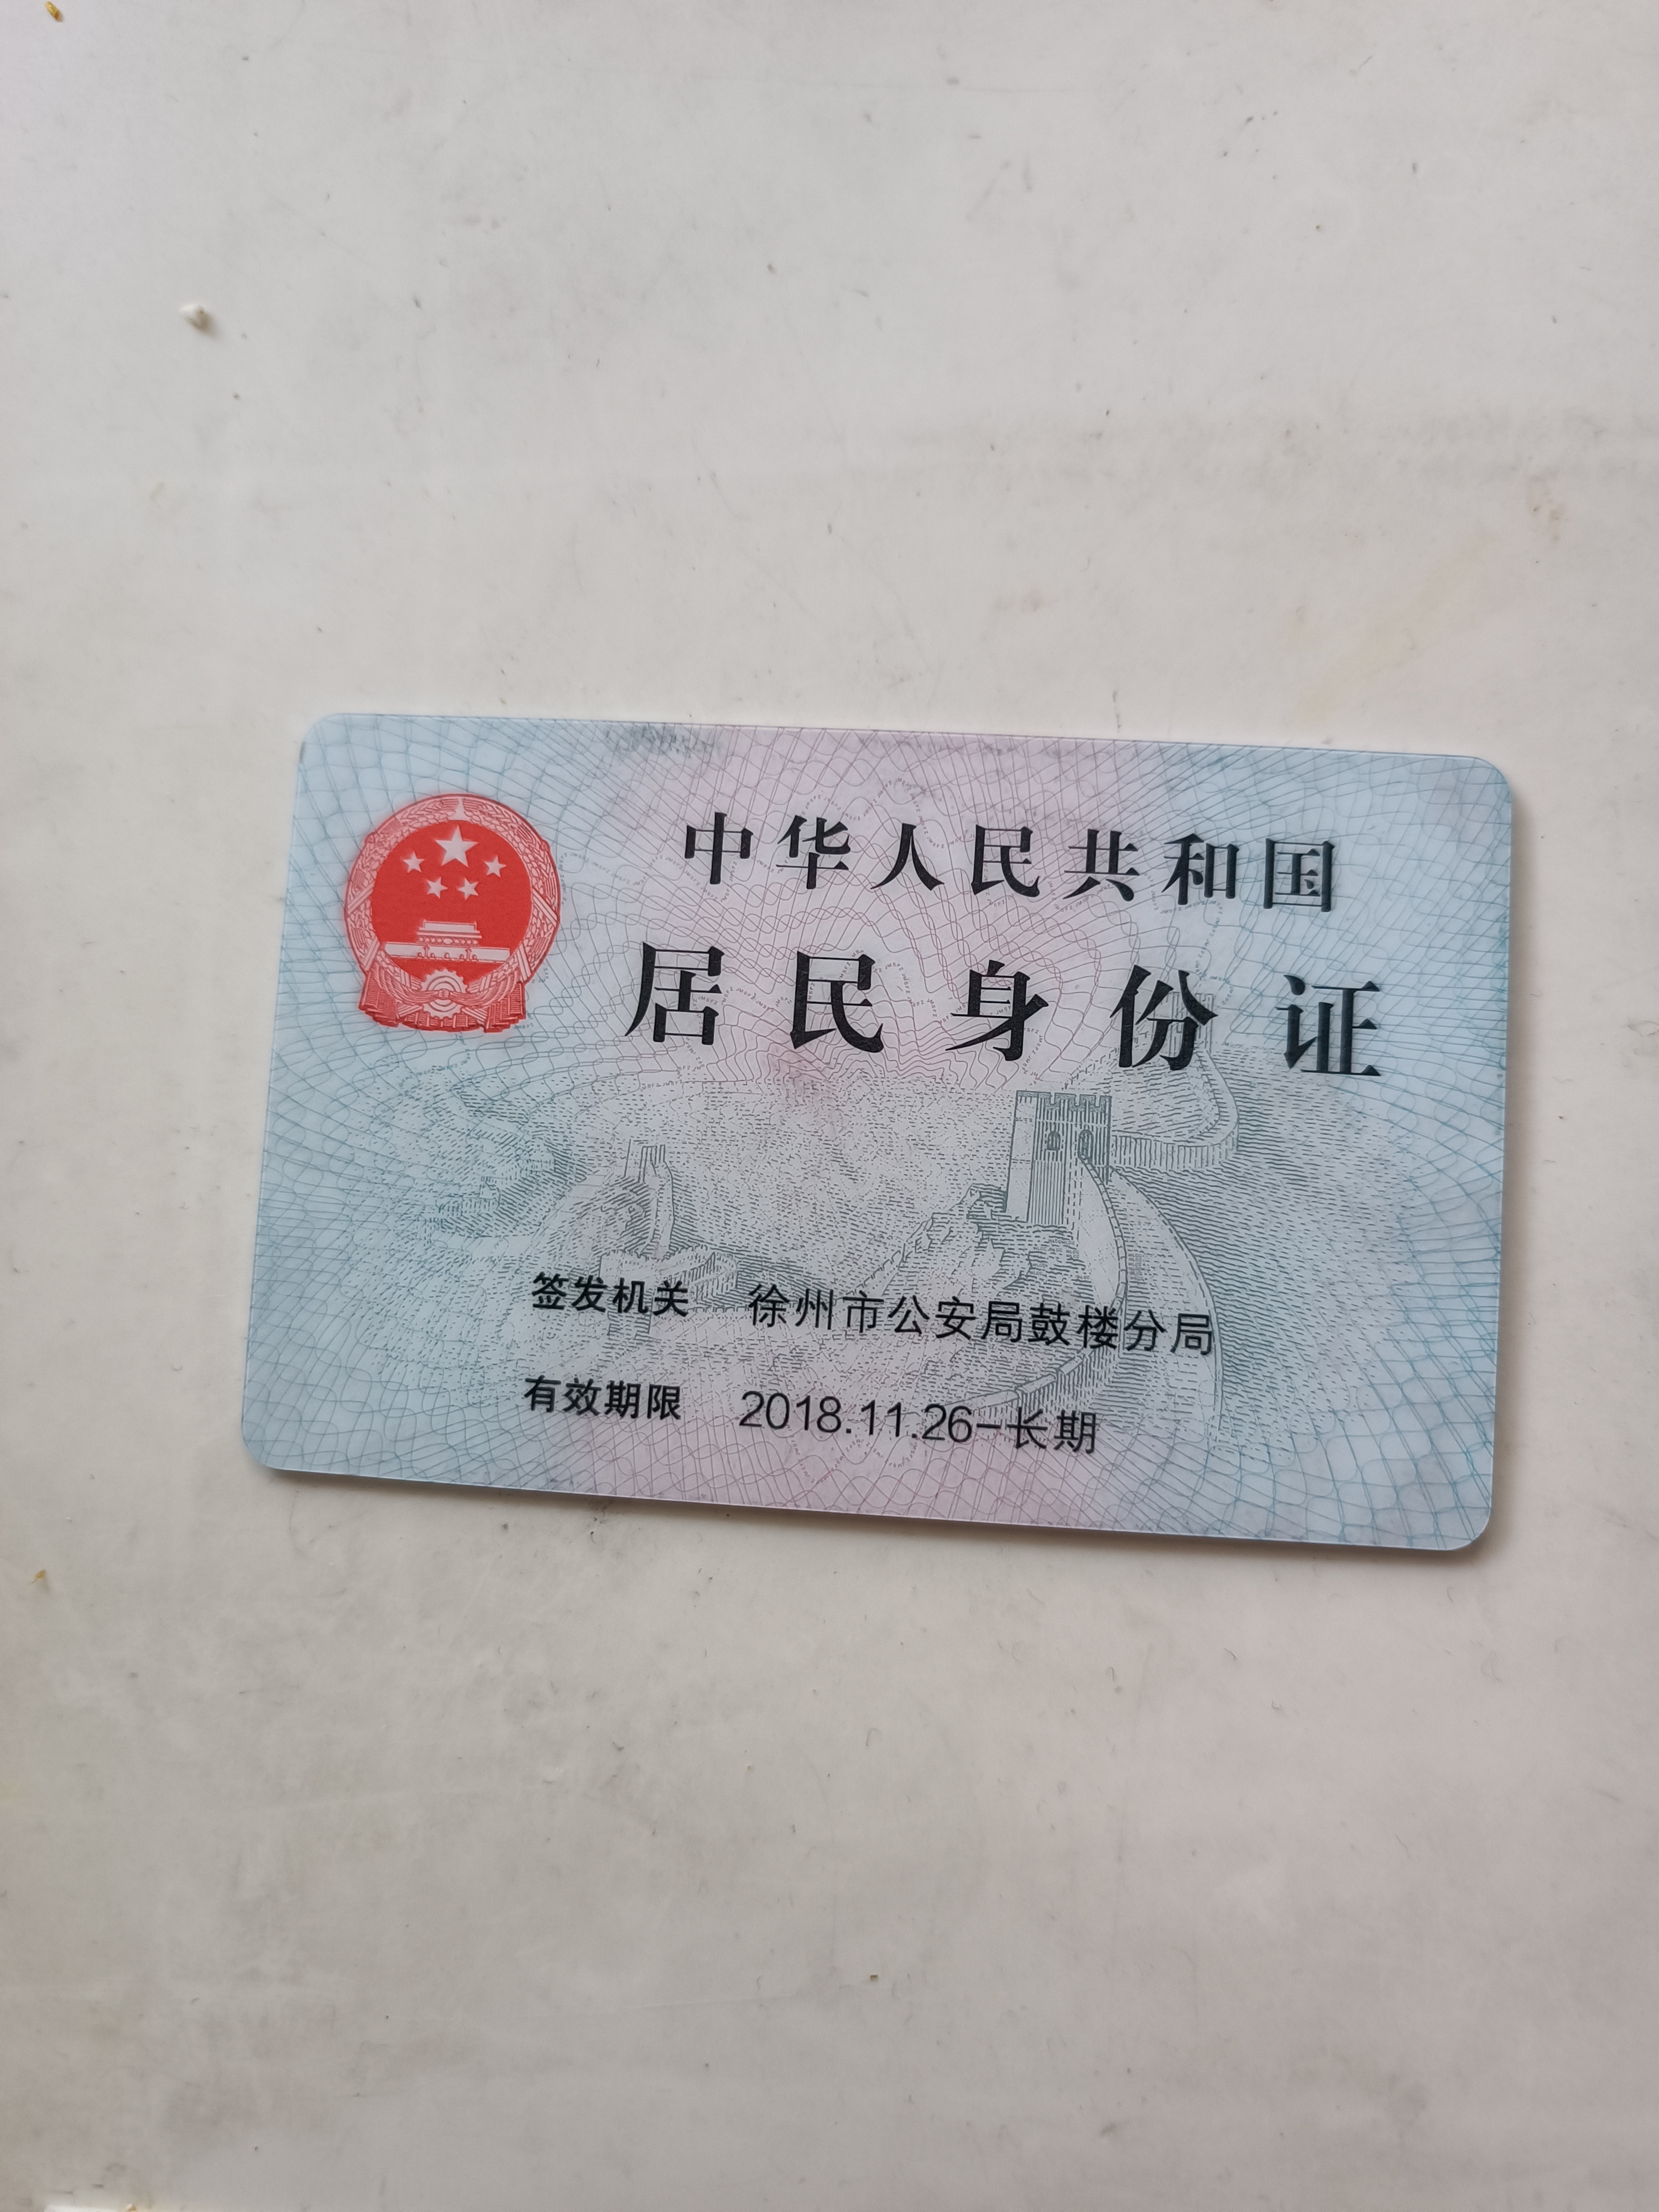 中华人民共和国
居民身份证
签发机关 徐州市公安局鼓楼分局
有效期限 2018.11.26-长期